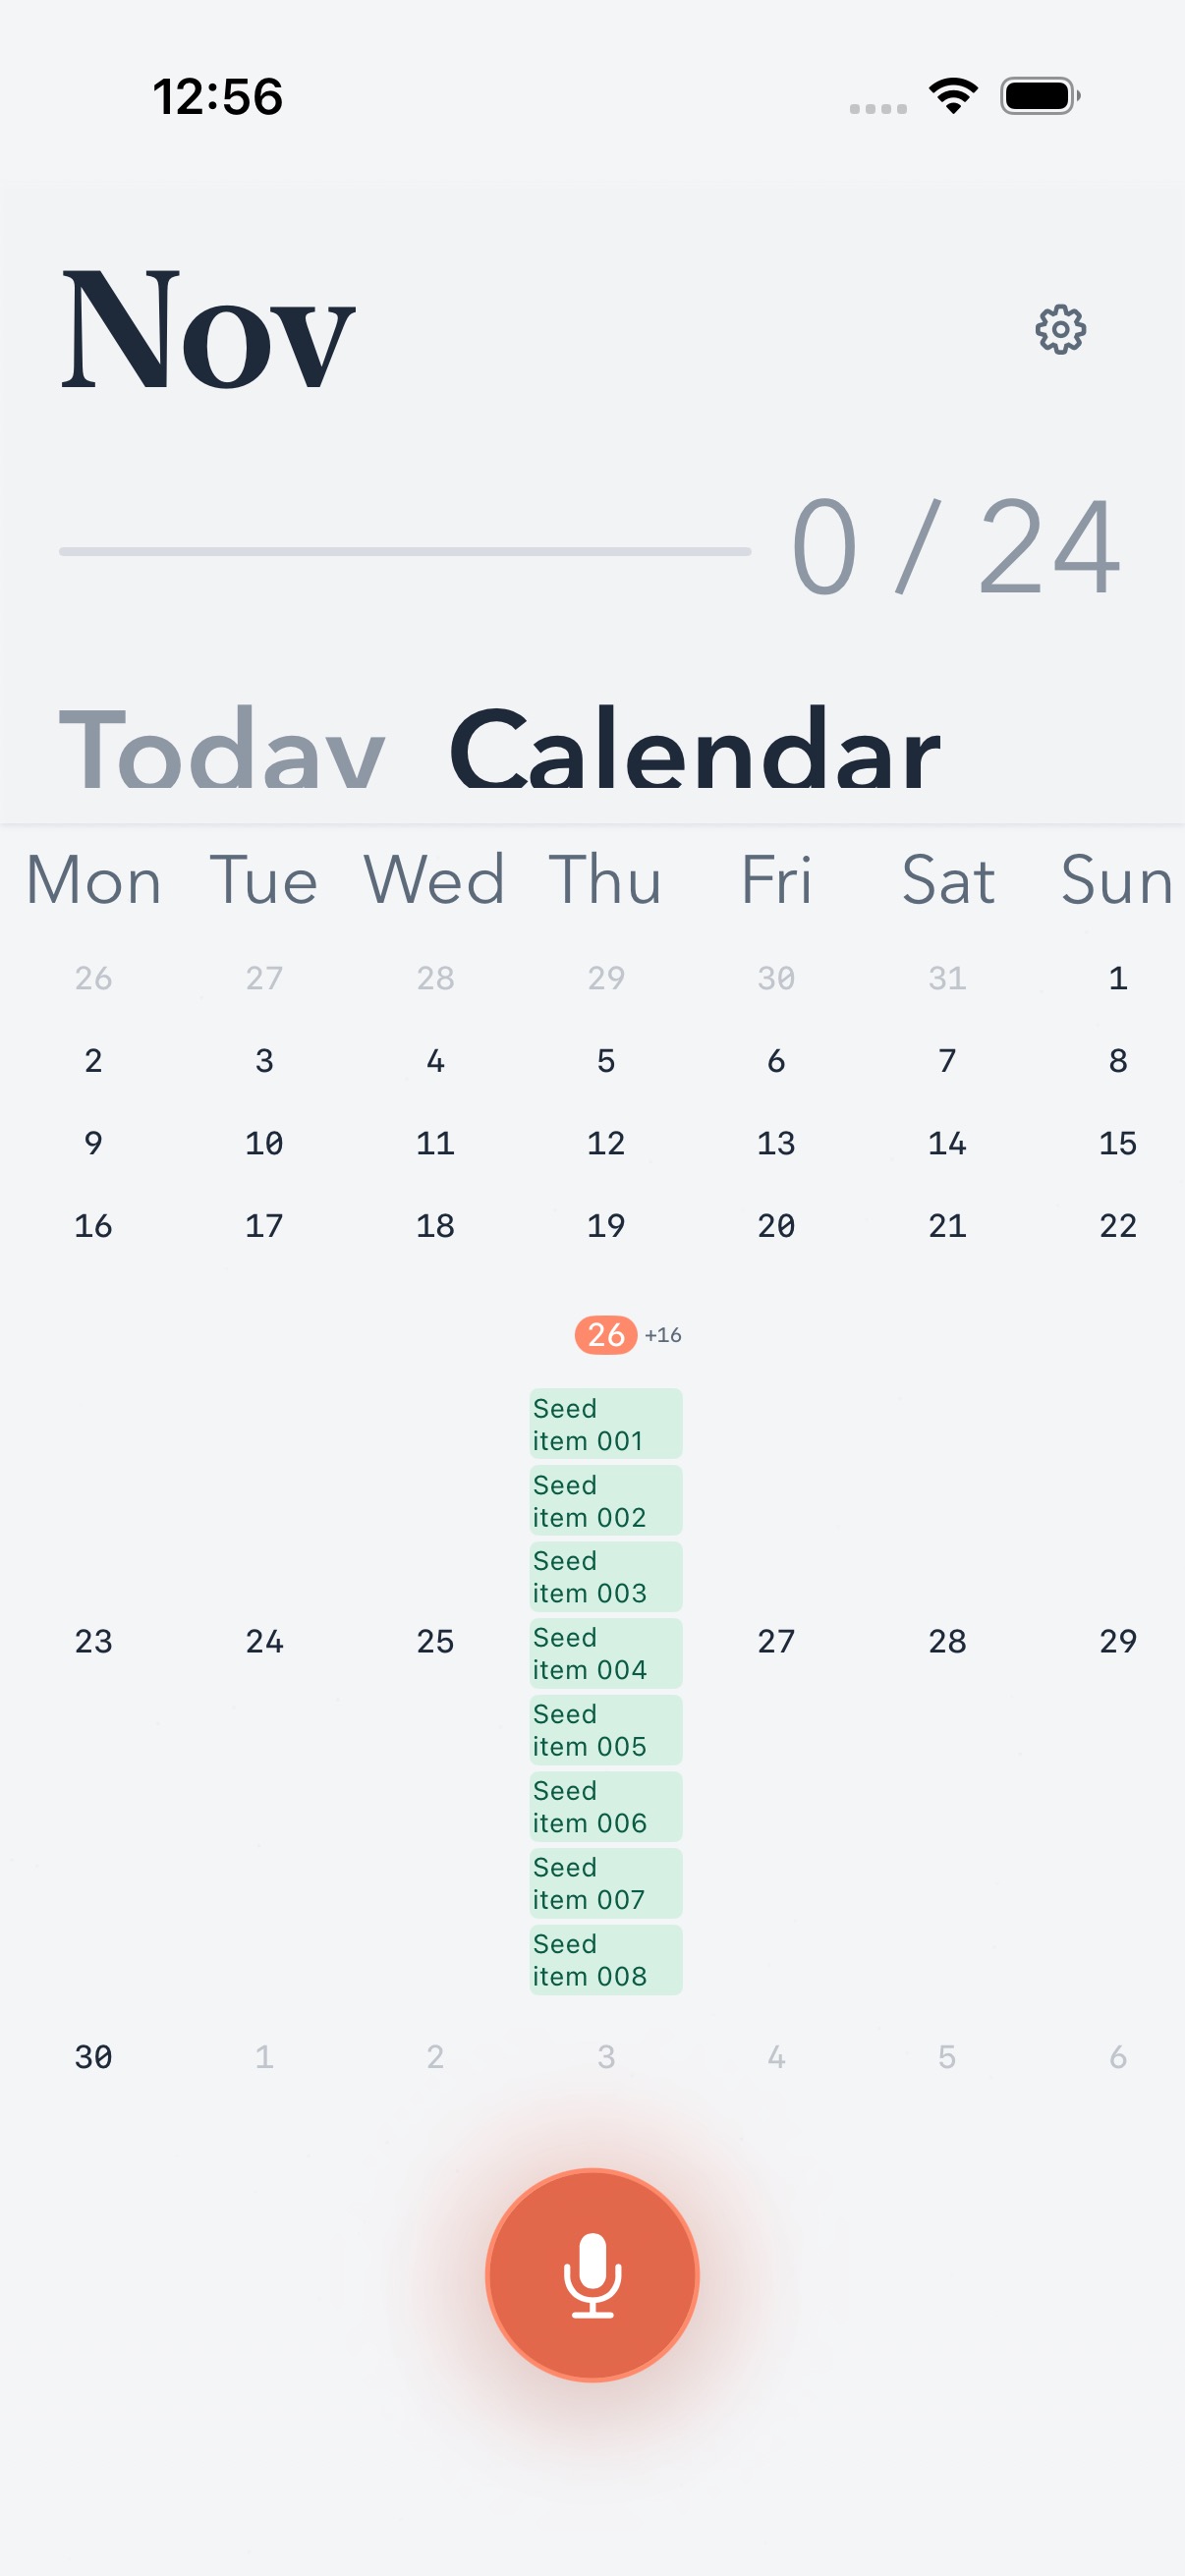 12:56
Nov
0 / 24
Today Calendar
Mon Tue Wed Thu Fri Sat Sun
26 27 28 29 30 31 1
2 3 4 5 6 7 8
9 10 11 12 13 14 15
16 17 18 19 20 21 22
26 +16
Seed
item 001
Seed
item 002
Seed
item 003
23 24 25 27 28 29
Seed
item 004
Seed
item 005
Seed
item 006
Seed
item 007
Seed
item 008
30 1 2 3 4 5 6